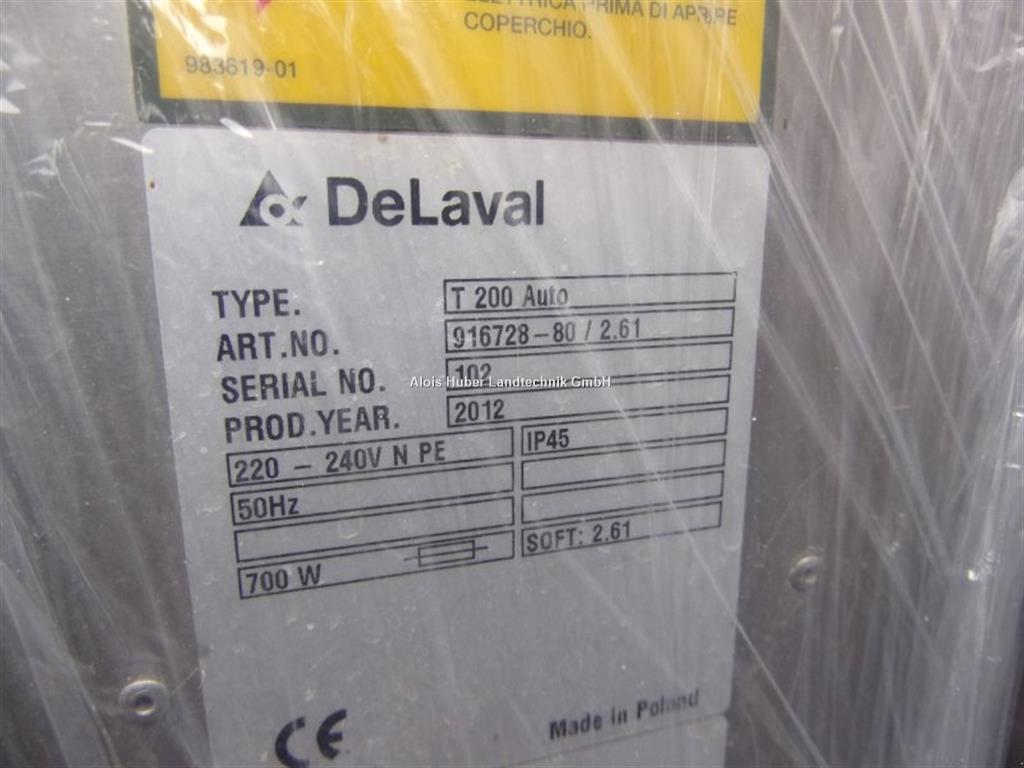 ELETTRICA PRIMA DI APRIRE
COPERCHIO.
983619-01
DeLaval
TYPE. T 200 Auto
ART.NO. 916728-80 / 2.61
SERIAL NO. 102
Alois Huber Landtechnik GmbH
PROD.YEAR. 2012
220 - 240V N PE IP45
50Hz
700 W SOFT: 2.61
CE
Made in Poland